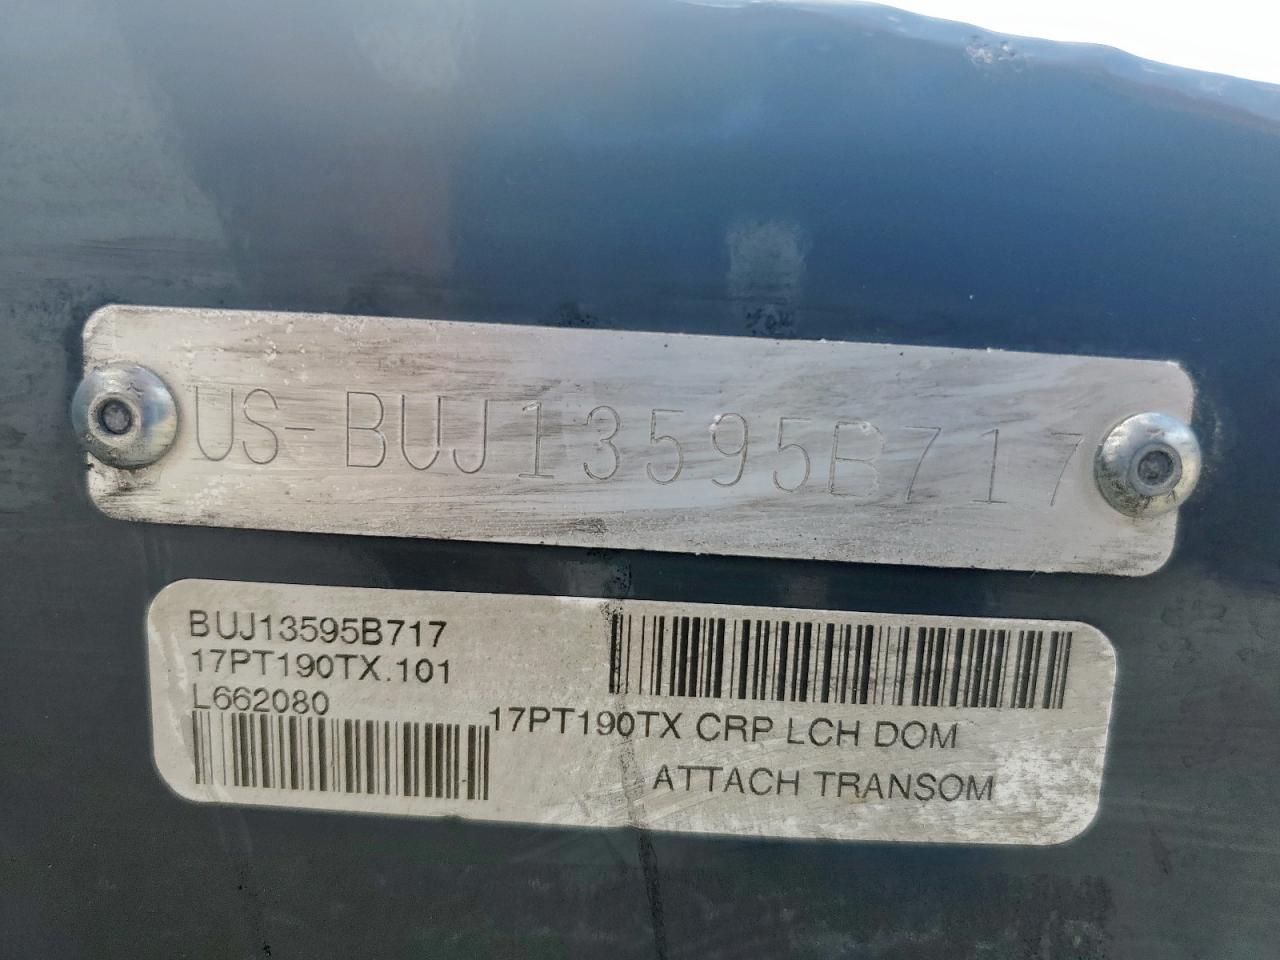 US-BUJ13595B717
BUJ13595B717
17PT190TX.101
L662080
17PT190TX CRP LCH DOM
ATTACH TRANSOM